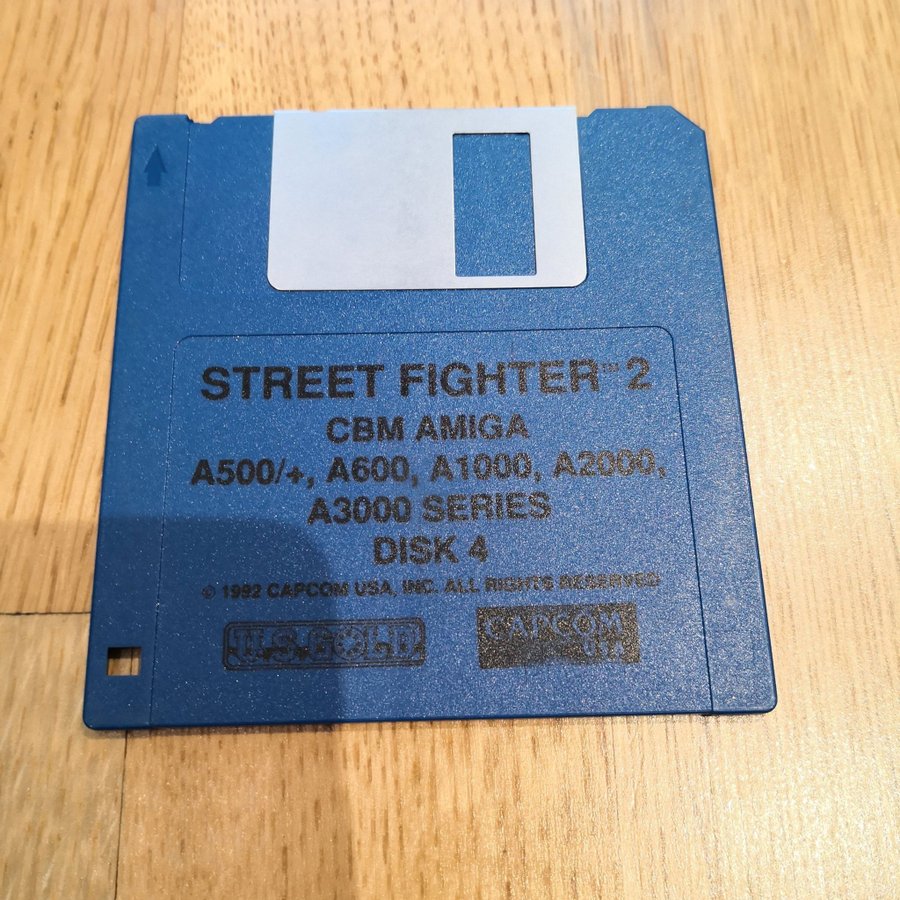 STREET FIGHTER™ 2
CBM AMIGA
A500/+, A600, A1000, A2000,
A3000 SERIES
DISK 4
© 1992 CAPCOM USA, INC. ALL RIGHTS RESERVED
U.S. GOLD
CAPCOM
USA